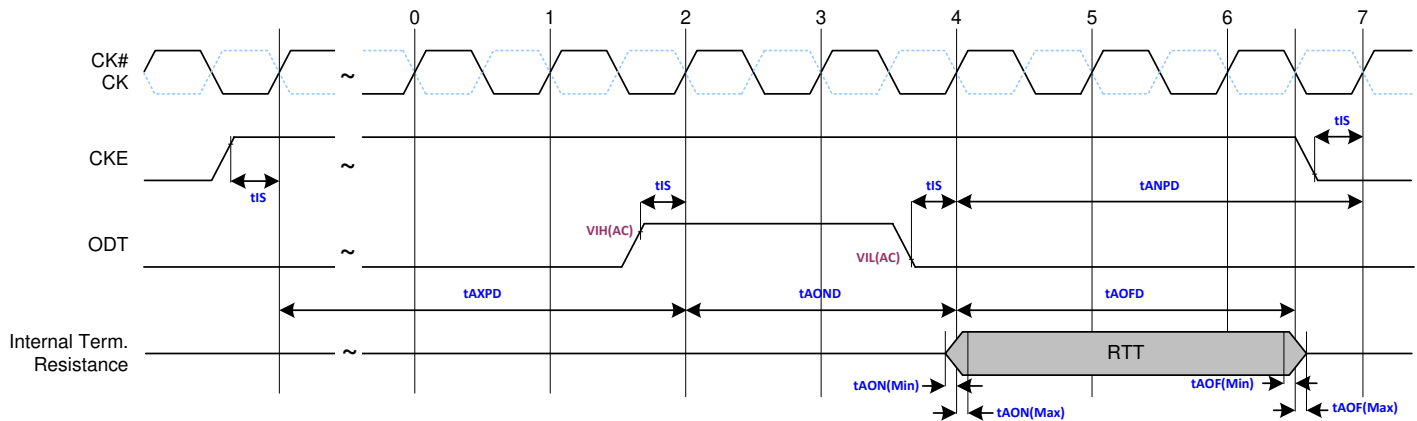 0 1 2 3 4 5 6 7
CK#
CK
~
tIS
CKE
~
tIS
tIS
tIS
tANPD
VIH(AC)
ODT
~
VIL(AC)
tAXPD
tAOND
tAOFD
Internal Term.
Resistance
~
RTT
tAON(Min)
tAOF(Min)
tAON(Max)
tAOF(Max)